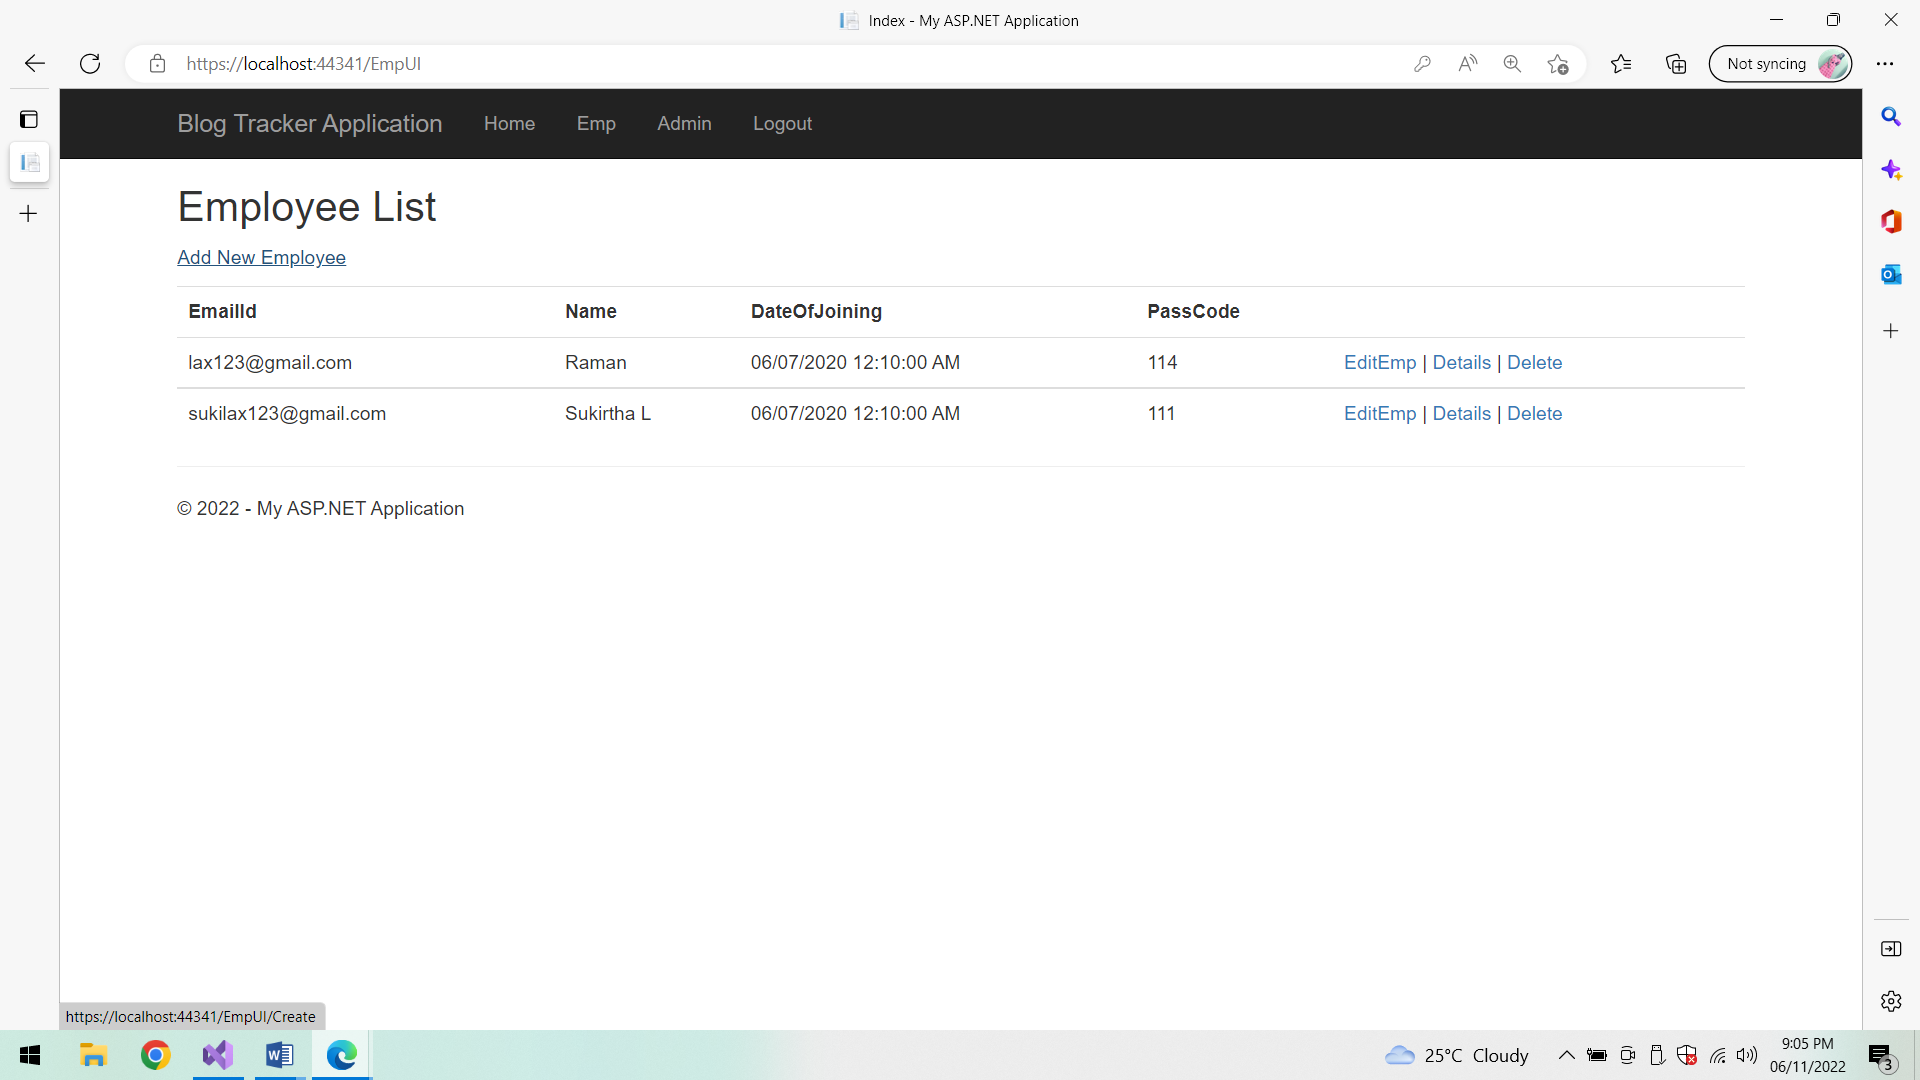 Index - My ASP.NET Application
https://localhost:44341/EmpUI
Not syncing
Blog Tracker Application Home Emp Admin Logout
Employee List
Add New Employee
EmailId Name DateOfJoining PassCode
lax123@gmail.com Raman 06/07/2020 12:10:00 AM 114 EditEmp | Details | Delete
sukilax123@gmail.com Sukirtha L 06/07/2020 12:10:00 AM 111 EditEmp | Details | Delete
© 2022 - My ASP.NET Application
https://localhost:44341/EmpUI/Create
25°C Cloudy
9:05 PM
06/11/2022
3